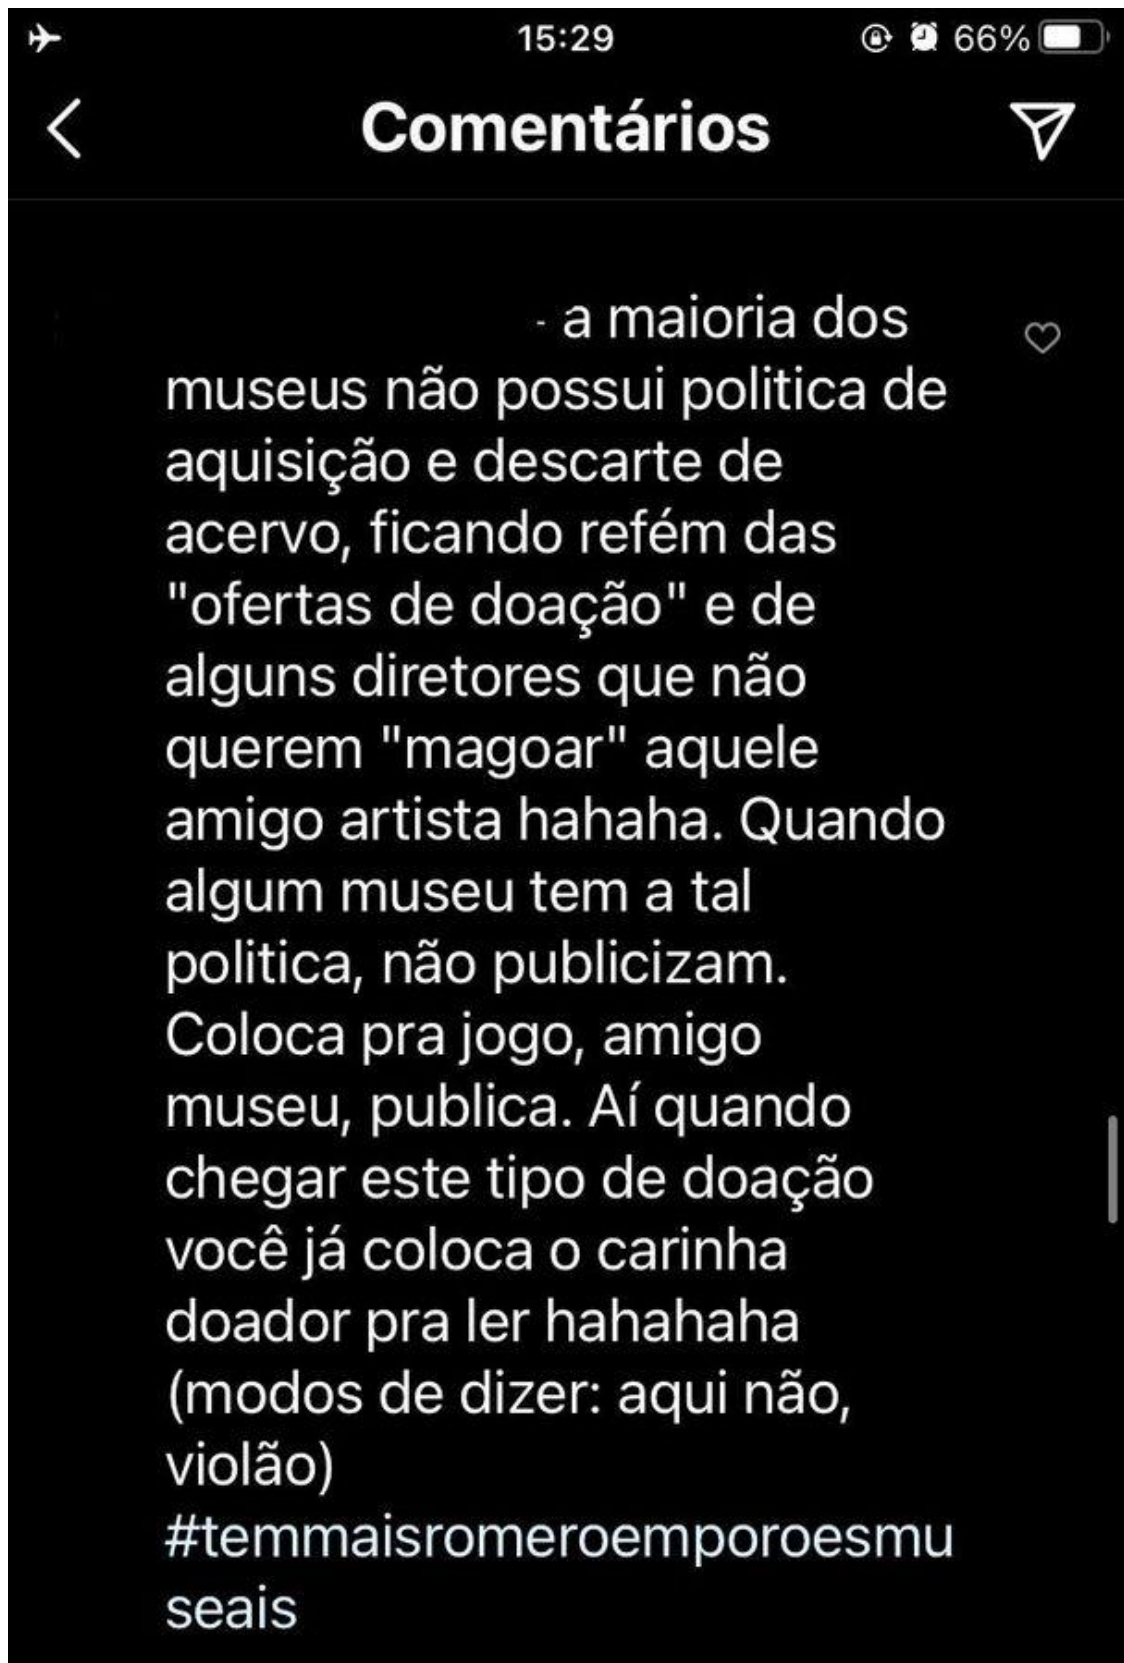 15:29
66%
Comentários
- a maioria dos
museus não possui politica de
aquisição e descarte de
acervo, ficando refém das
"ofertas de doação" e de
alguns diretores que não
querem "magoar" aquele
amigo artista hahaha. Quando
algum museu tem a tal
politica, não publicizam.
Coloca pra jogo, amigo
museu, publica. Aí quando
chegar este tipo de doação
você já coloca o carinha
doador pra ler hahahaha
(modos de dizer: aqui não,
violão)
#temmaisromeroemporoesmu
seais